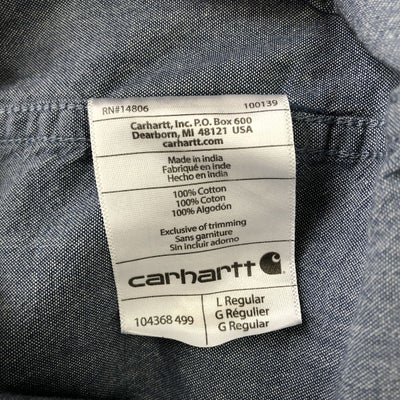 RN#14806 100139
Carhartt, Inc. P.O. Box 600
Dearborn, MI 48121 USA
carhartt.com
Made in india
Fabriqué en inde
Hecho en india
100% Cotton
100% Coton
100% Algodón
Exclusive of trimming
Sans garniture
Sin incluir adorno
carhartt
104368 499
L Regular
G Régulier
G Regular